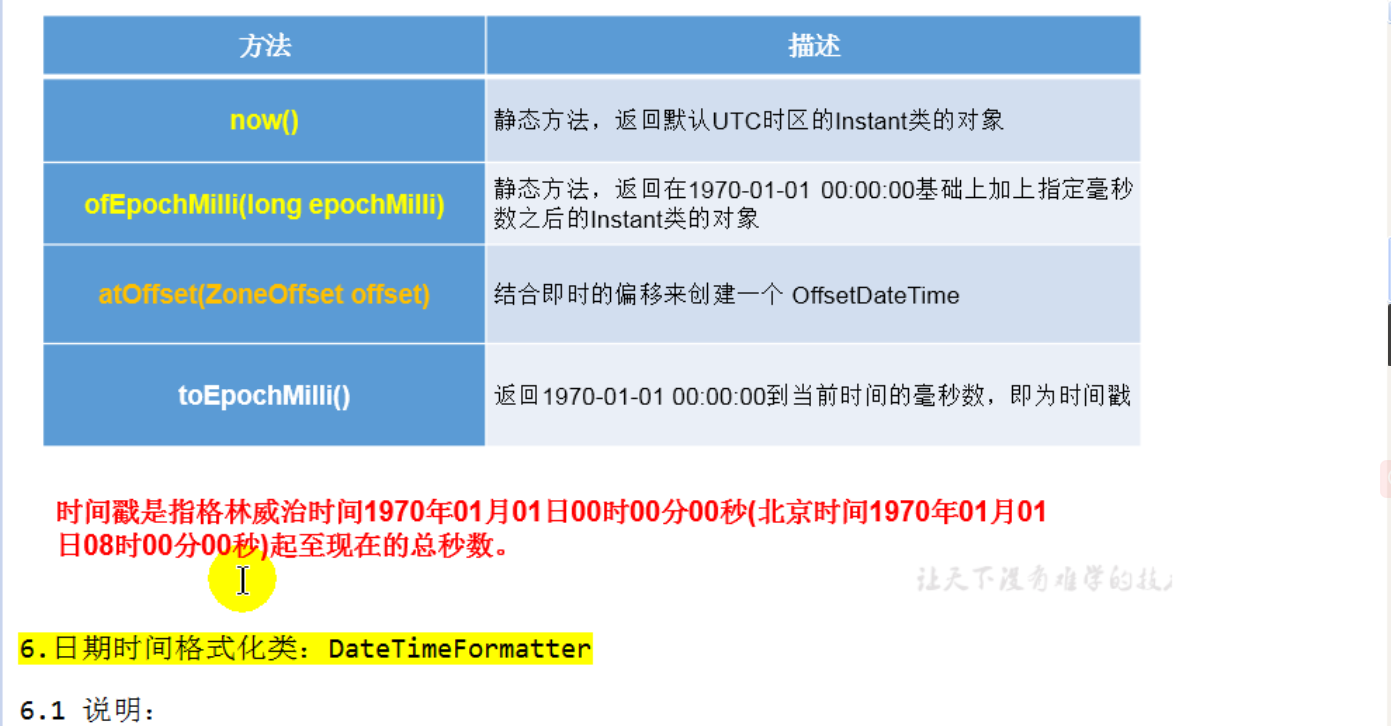 方法 描述
now() 静态方法，返回默认UTC时区的Instant类的对象
ofEpochMilli(long epochMilli) 静态方法，返回在1970-01-01 00:00:00基础上加上指定毫秒
数之后的Instant类的对象
atOffset(ZoneOffset offset) 结合即时的偏移来创建一个 OffsetDateTime
toEpochMilli() 返回1970-01-01 00:00:00到当前时间的毫秒数，即为时间戳
时间戳是指格林威治时间1970年01月01日00时00分00秒(北京时间1970年01月01
日08时00分00秒)起至现在的总秒数。
让天下没有难学的技
6.日期时间格式化类：DateTimeFormatter
6.1 说明：